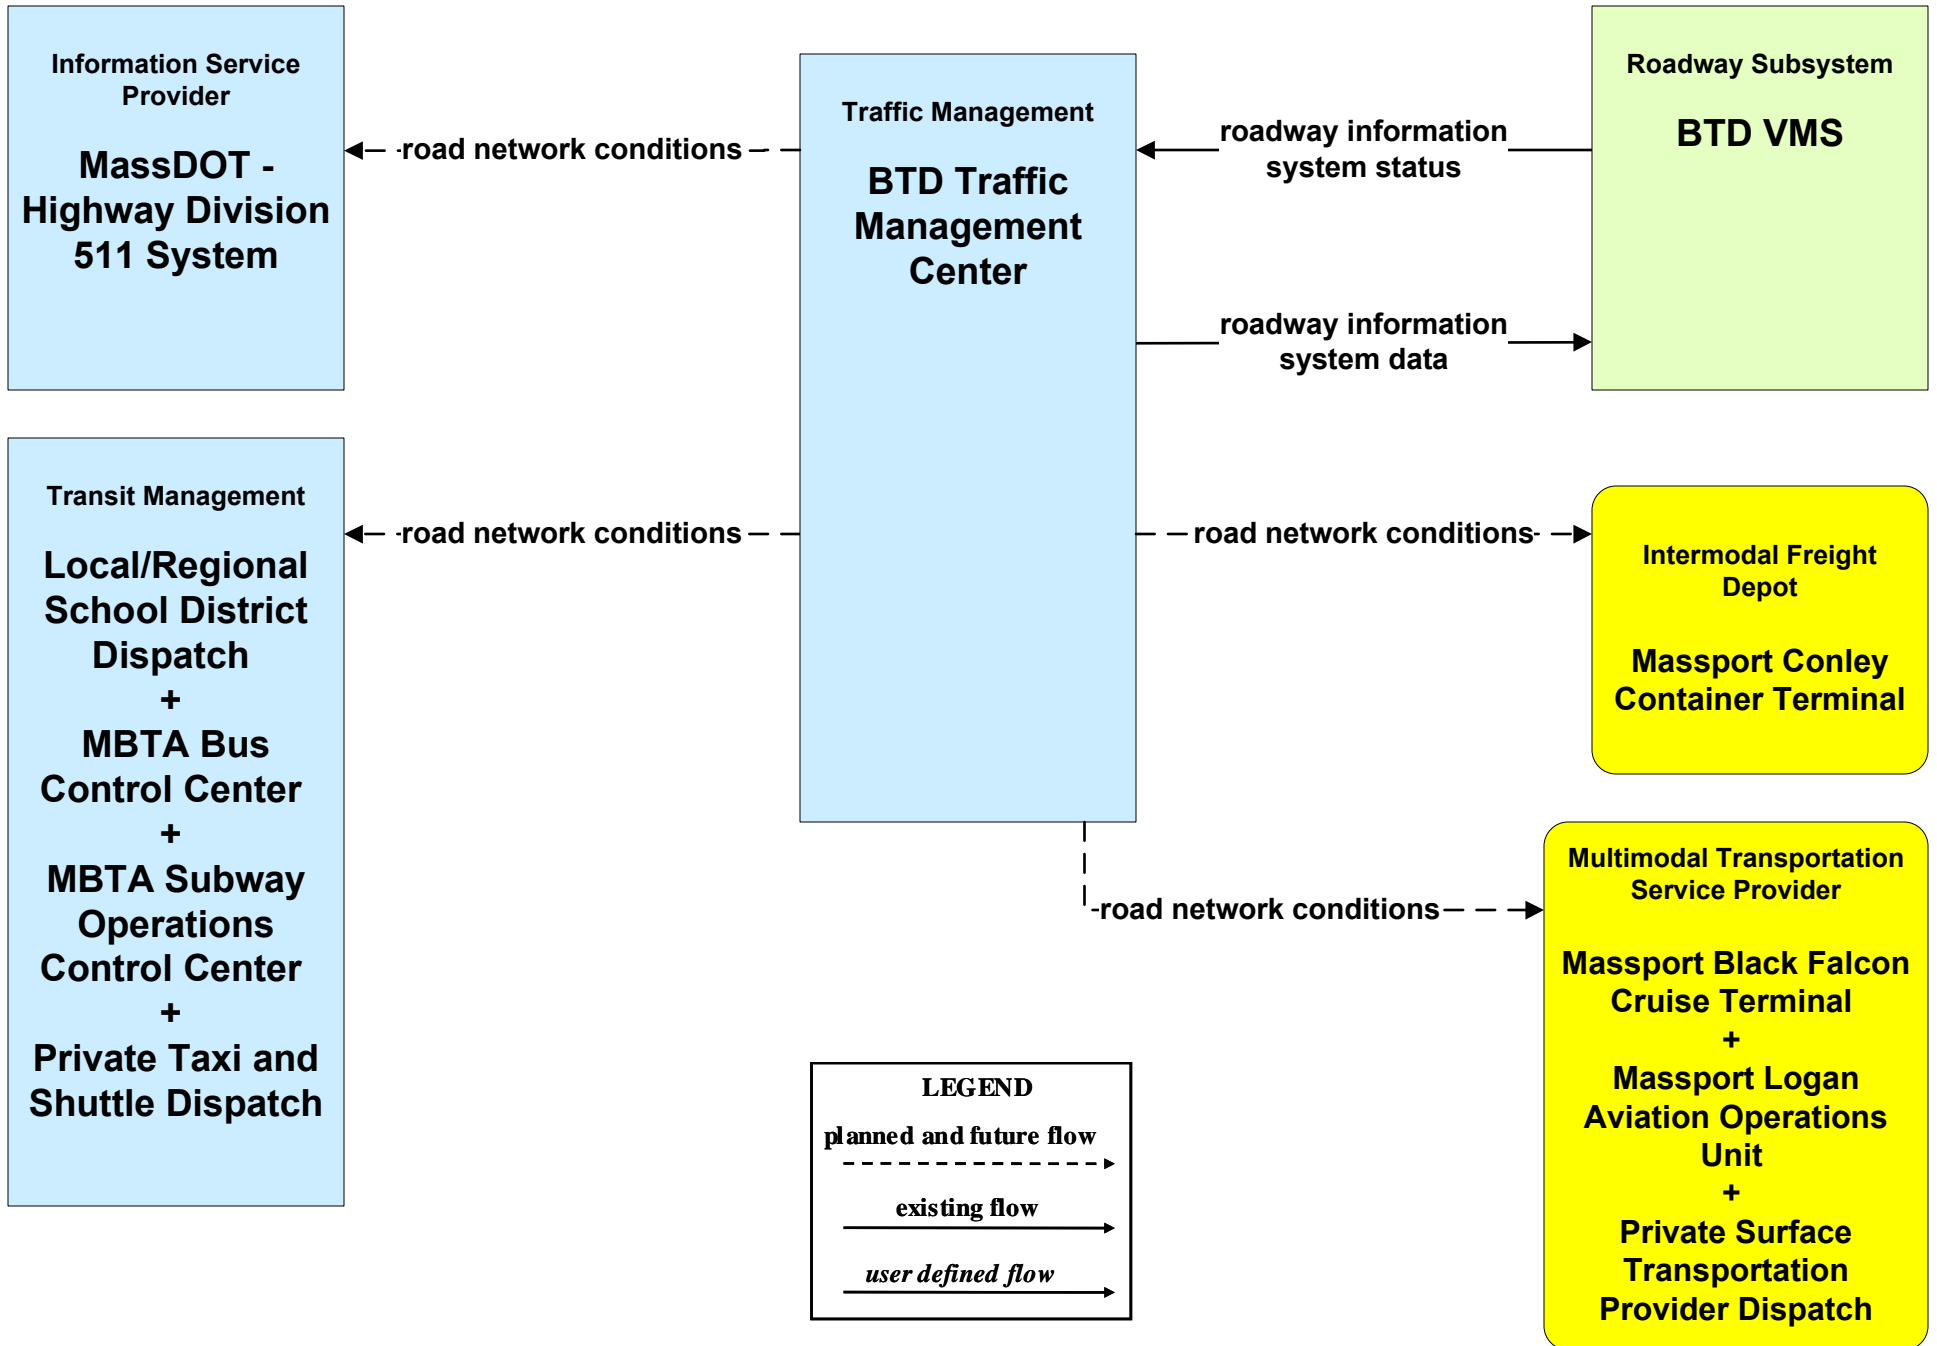 Information Service
Provider
MassDOT -
Highway Division
511 System
road network conditions
Traffic Management
BTD Traffic
Management
Center
roadway information
system status
roadway information
system data
Roadway Subsystem
BTD VMS
Transit Management
Local/Regional
School District
Dispatch
+
MBTA Bus
Control Center
+
MBTA Subway
Operations
Control Center
+
Private Taxi and
Shuttle Dispatch
road network conditions
road network conditions
Intermodal Freight
Depot
Massport Conley
Container Terminal
road network conditions
Multimodal Transportation
Service Provider
Massport Black Falcon
Cruise Terminal
+
Massport Logan
Aviation Operations
Unit
+
Private Surface
Transportation
Provider Dispatch
LEGEND
planned and future flow
existing flow
user defined flow